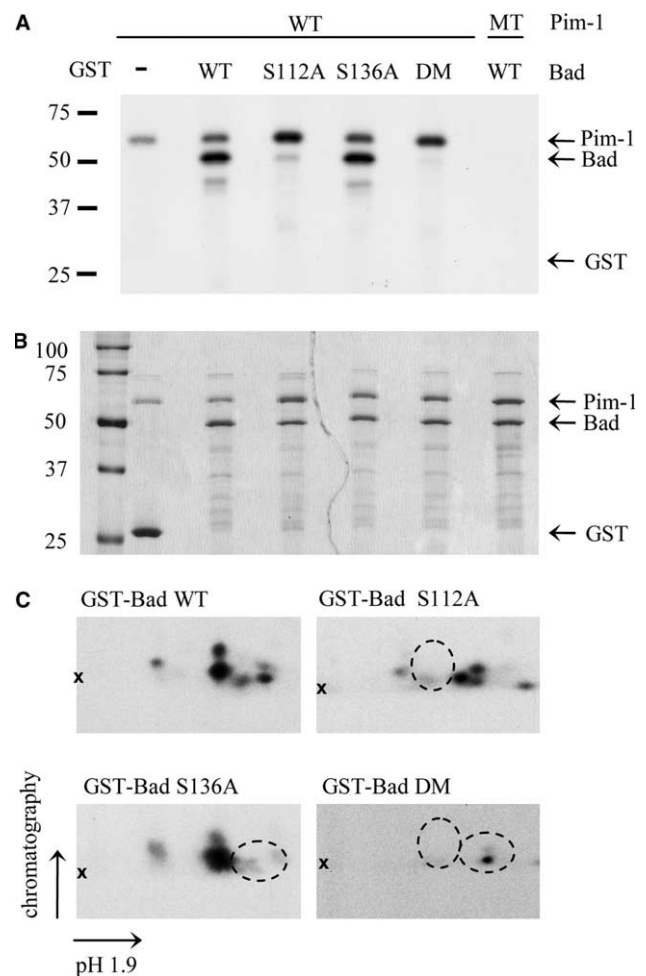 A
WT MT Pim-1
GST - WT S112A S136A DM WT Bad
75
50
37
25
← Pim-1
← Bad
← GST
B
100
75
50
37
25
← Pim-1
← Bad
← GST
C
GST-Bad WT
GST-Bad S112A
x
x
GST-Bad S136A
GST-Bad DM
x
x
chromatography
pH 1.9